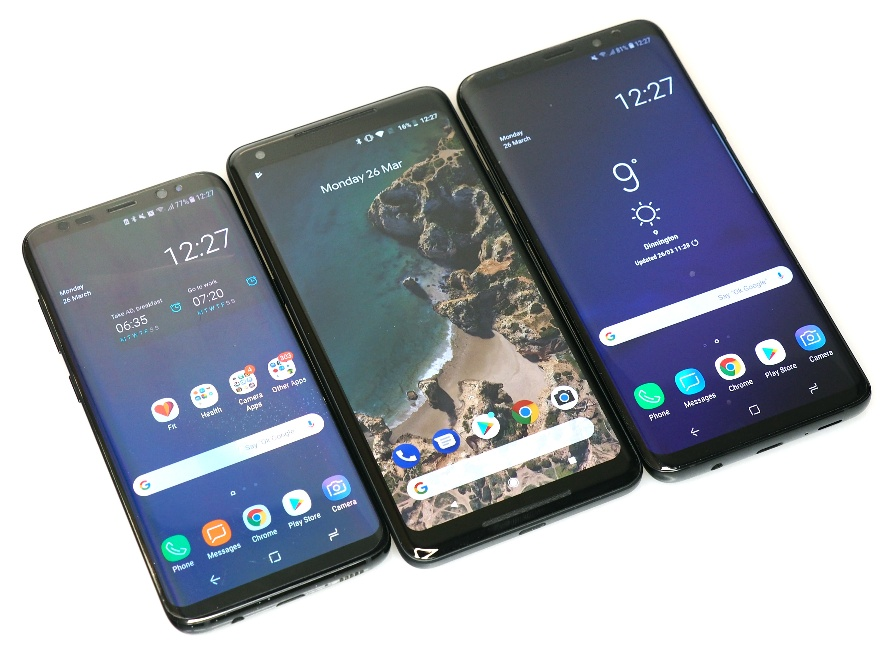 77% 12:27
12:27
Monday
26 March
Take AD, breakfast
06:35
M T W T F S S
Go to work
07:20
M T W T F S S
4
303
Fit
Health
Camera
Apps
Other Apps
G
Say "Ok Google"
Phone
Messages
Chrome
Play Store
Camera
16% 12:27
Monday 26 Mar
G
81% 12:27
12:27
Monday
26 March
9°
Dinnington
Updated 26/03 11:28
G
Say "Ok Google"
Phone
Messages
Chrome
Play Store
Camera